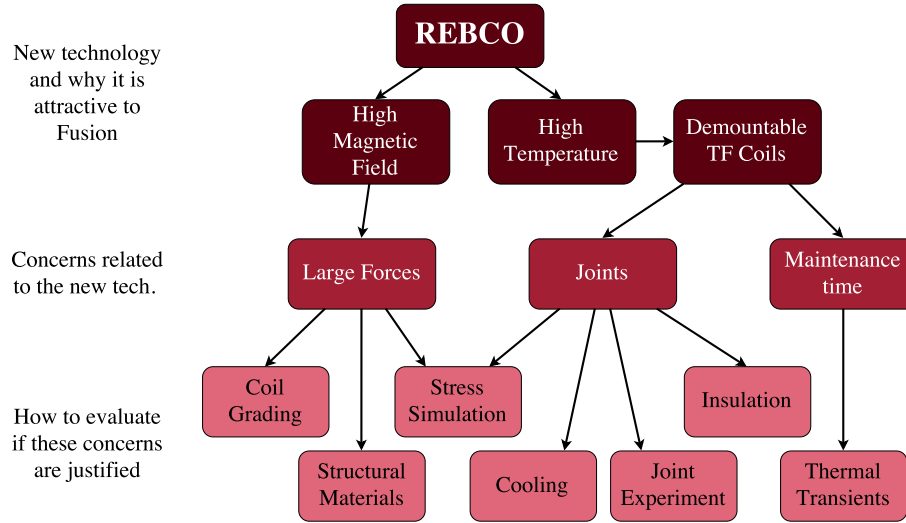 REBCO
New technology
and why it is
attractive to
Fusion
High
Magnetic
Field
High
Temperature
Demountable
TF Coils
Concerns related
to the new tech.
Large Forces
Joints
Maintenance
time
How to evaluate
if these concerns
are justified
Coil
Grading
Stress
Simulation
Insulation
Structural
Materials
Cooling
Joint
Experiment
Thermal
Transients